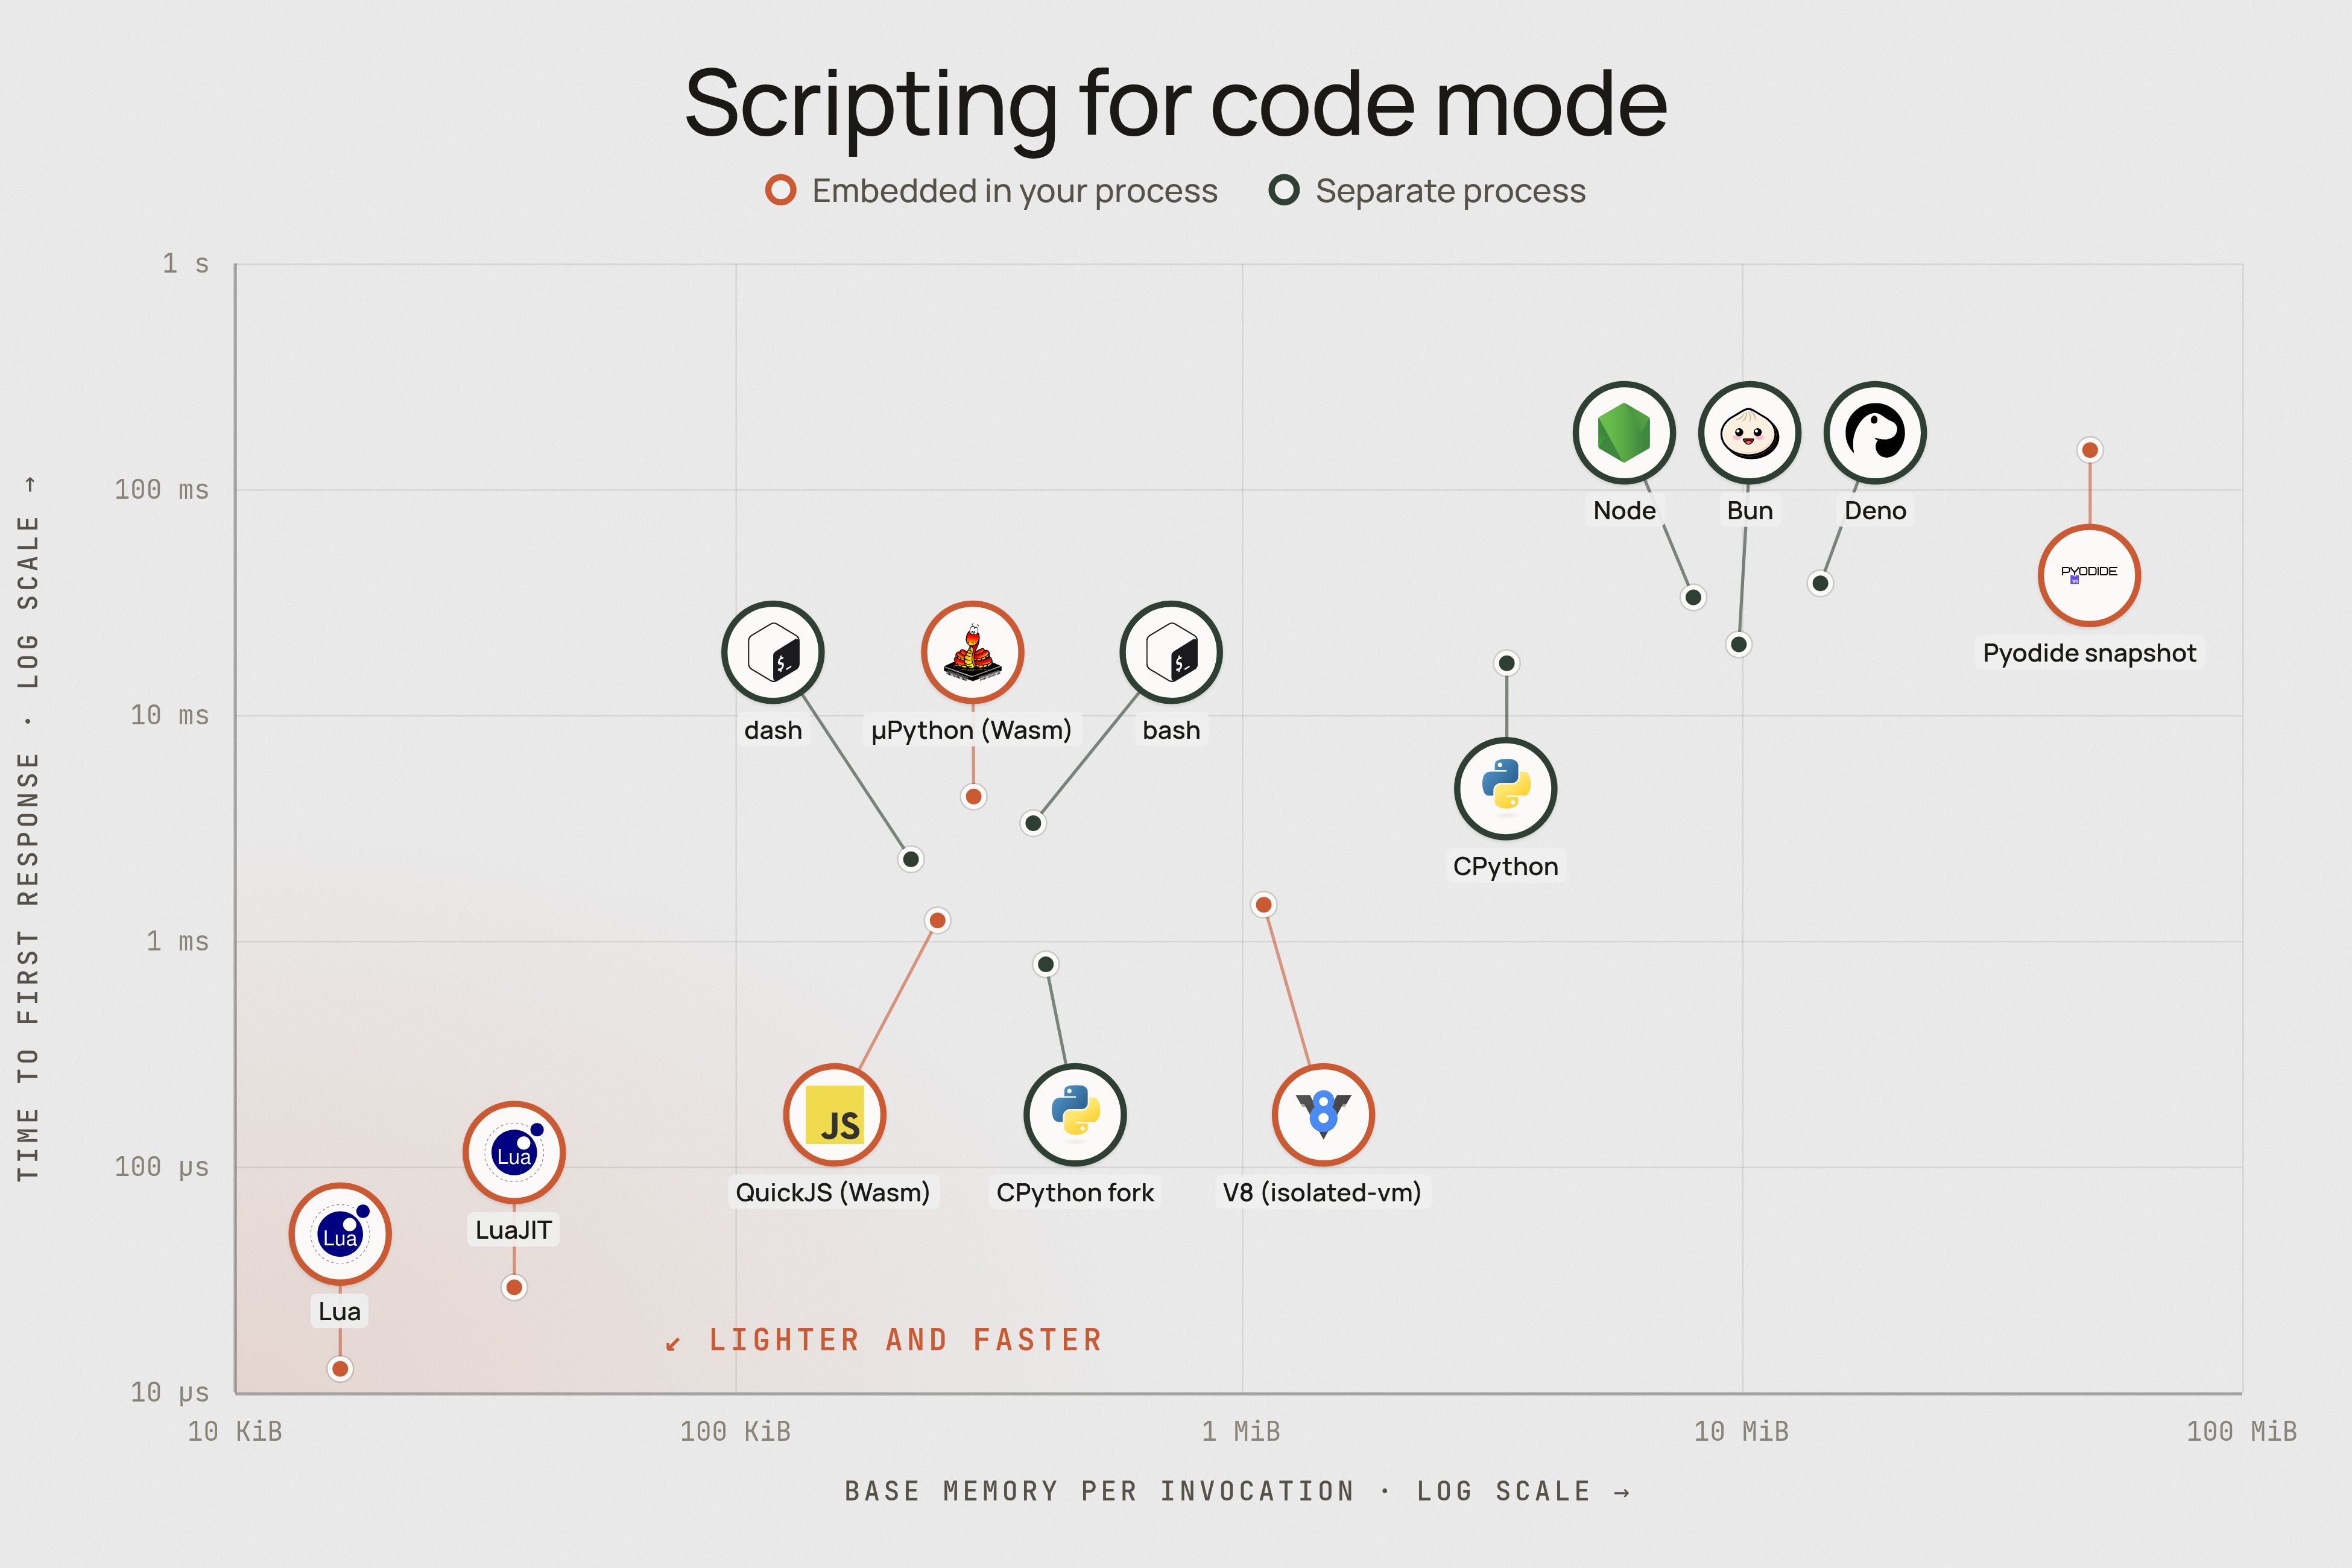 Scripting for code mode
Embedded in your process
Separate process
TIME TO FIRST RESPONSE · LOG SCALE →
1 s
100 ms
10 ms
1 ms
100 µs
10 µs
Node
Bun
Deno
PYODIDE
Pyodide snapshot
$_
dash
µPython (Wasm)
$_
bash
CPython
JS
QuickJS (Wasm)
CPython fork
V8 (isolated-vm)
Lua
LuaJIT
Lua
Lua
↙ LIGHTER AND FASTER
10 KiB
100 KiB
1 MiB
10 MiB
100 MiB
BASE MEMORY PER INVOCATION · LOG SCALE →